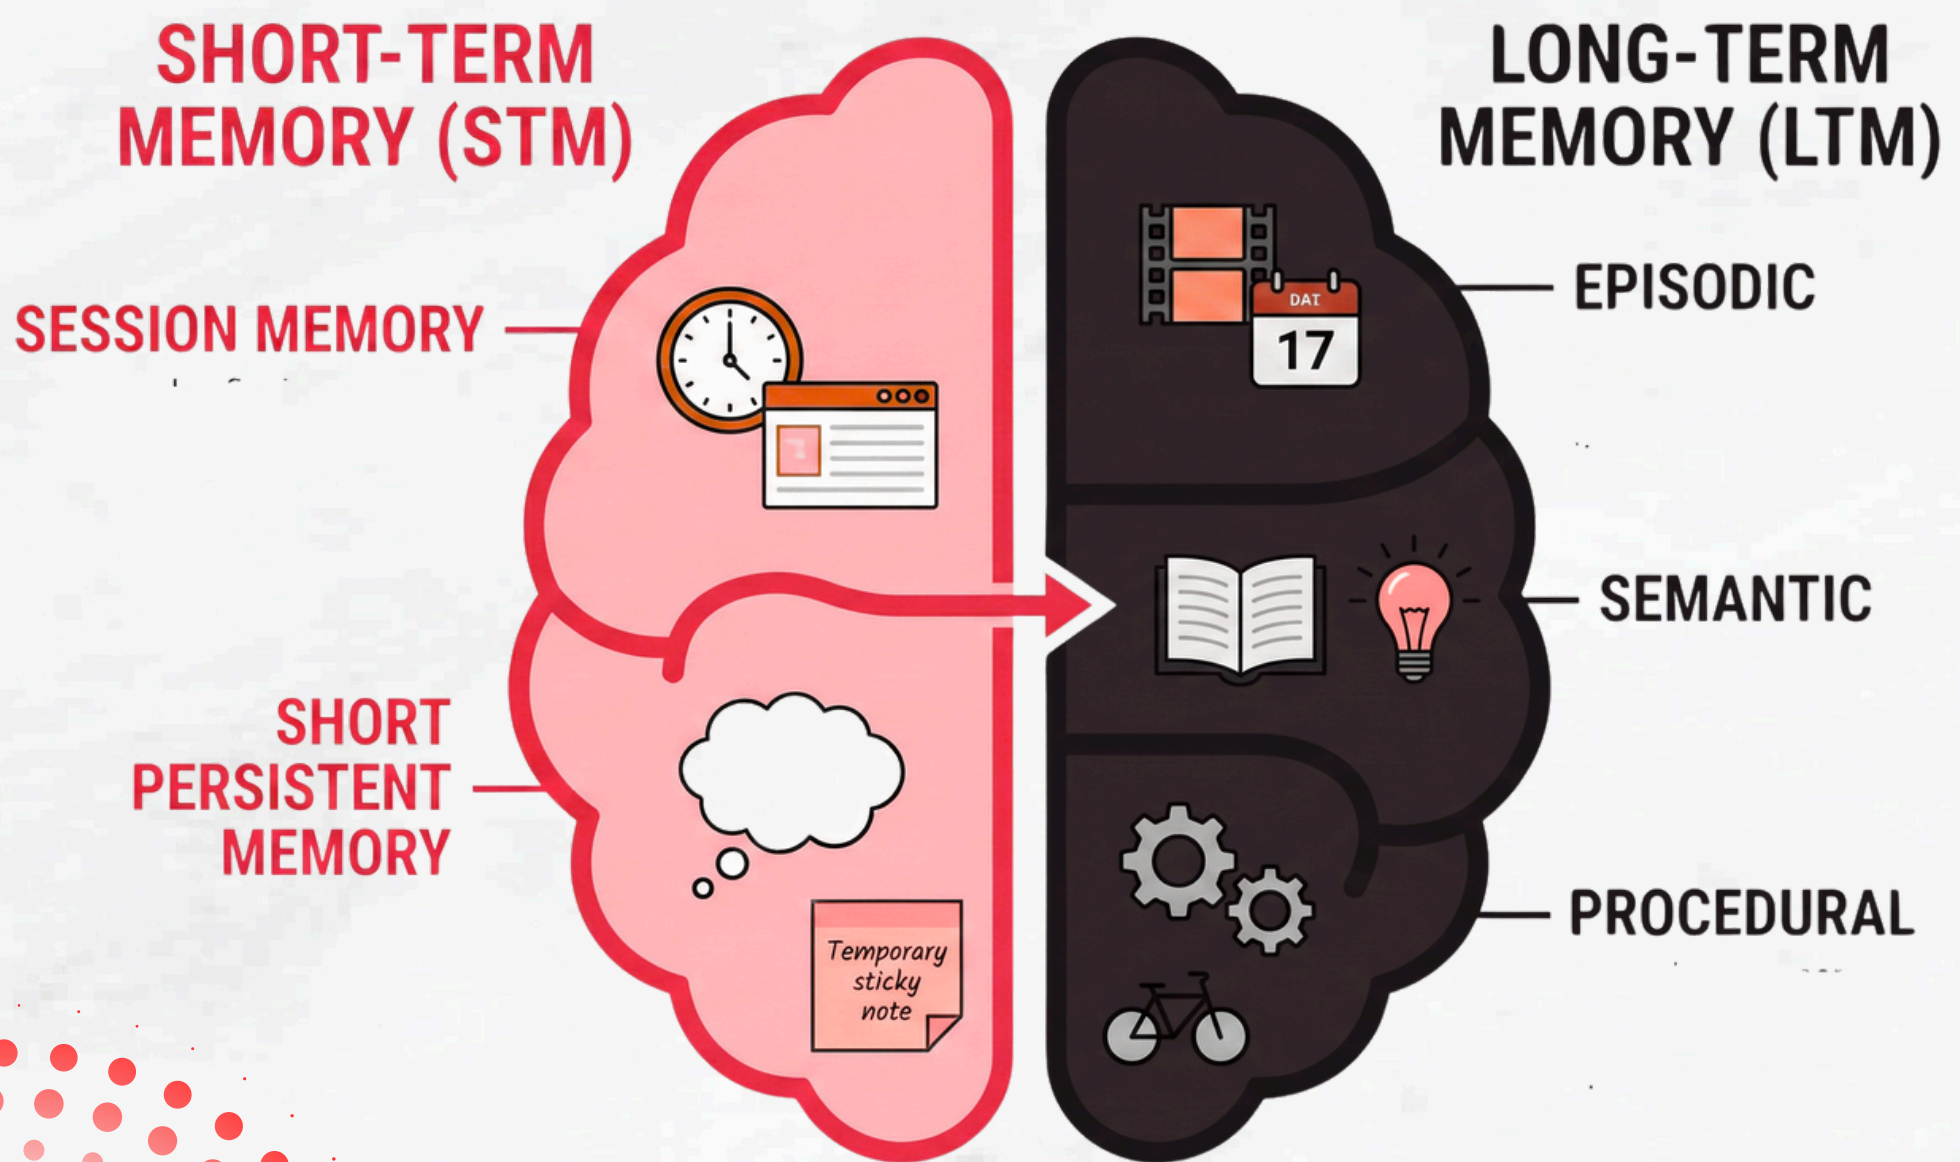 SHORT-TERM
MEMORY (STM)
LONG-TERM
MEMORY (LTM)
SESSION MEMORY
SHORT
PERSISTENT
MEMORY
Temporary
sticky
note
DAT
17
EPISODIC
SEMANTIC
PROCEDURAL